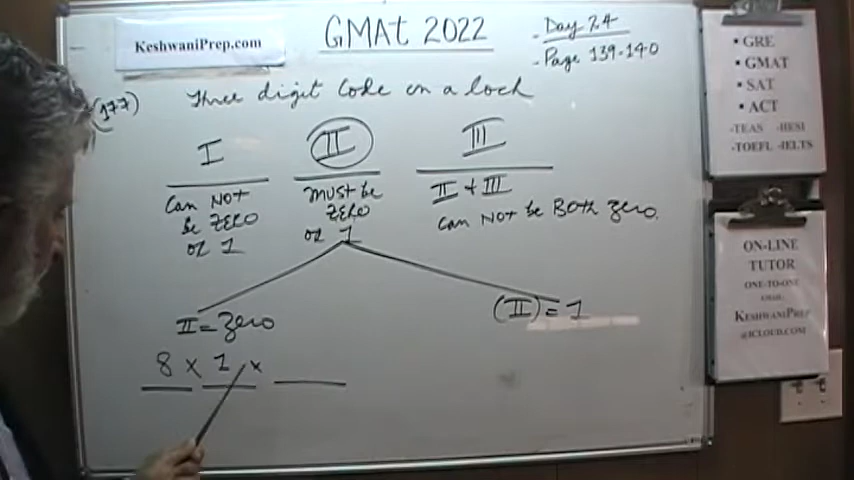 KeshwaniPrep.com
GMAT 2022
- Day 24
- Page 139-140
(177)
Three digit Code on a lock
I
II
III
Can NOT
be ZERO
or 1
Must be
ZERO
or 1
II + III
can NOT be Both Zero.
II = Zero
(II) = 1
8 x 1 x
• GRE
• GMAT
• SAT
• ACT
-TEAS -HESI
-TOEFL -IELTS
ON-LINE
TUTOR
ONE-TO-ONE
KESHWANIPREP
@ICLOUD.COM